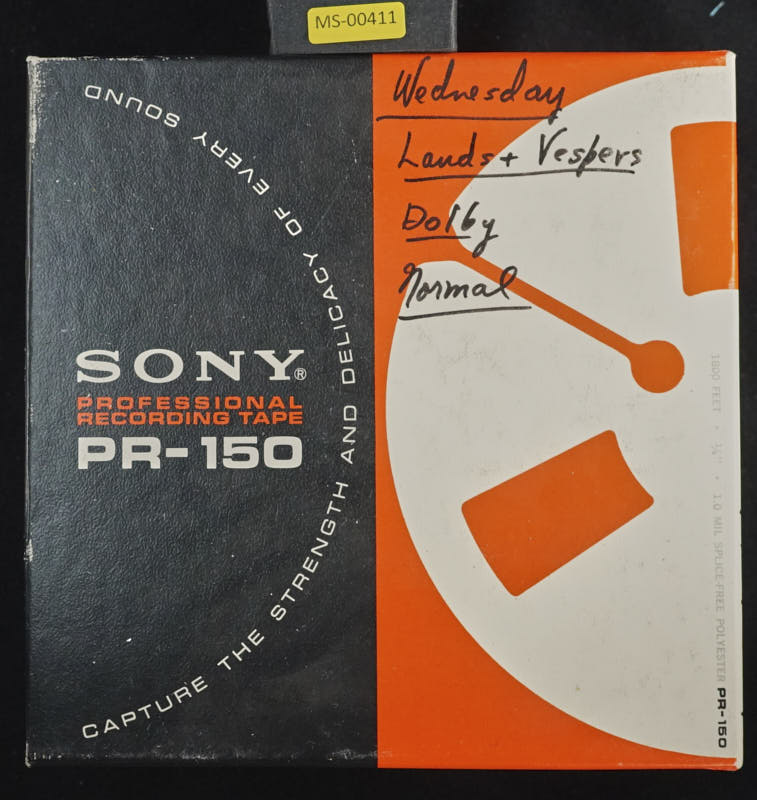 MS-00411
Wednesday
Lauds + Vespers
Dolby
Normal
CAPTURE THE STRENGTH AND DELICACY OF EVERY SOUND
SONY®
PROFESSIONAL
RECORDING TAPE
PR-150
1800 FEET • ¼" • 1.0 MIL SPLICE-FREE POLYESTER PR-150